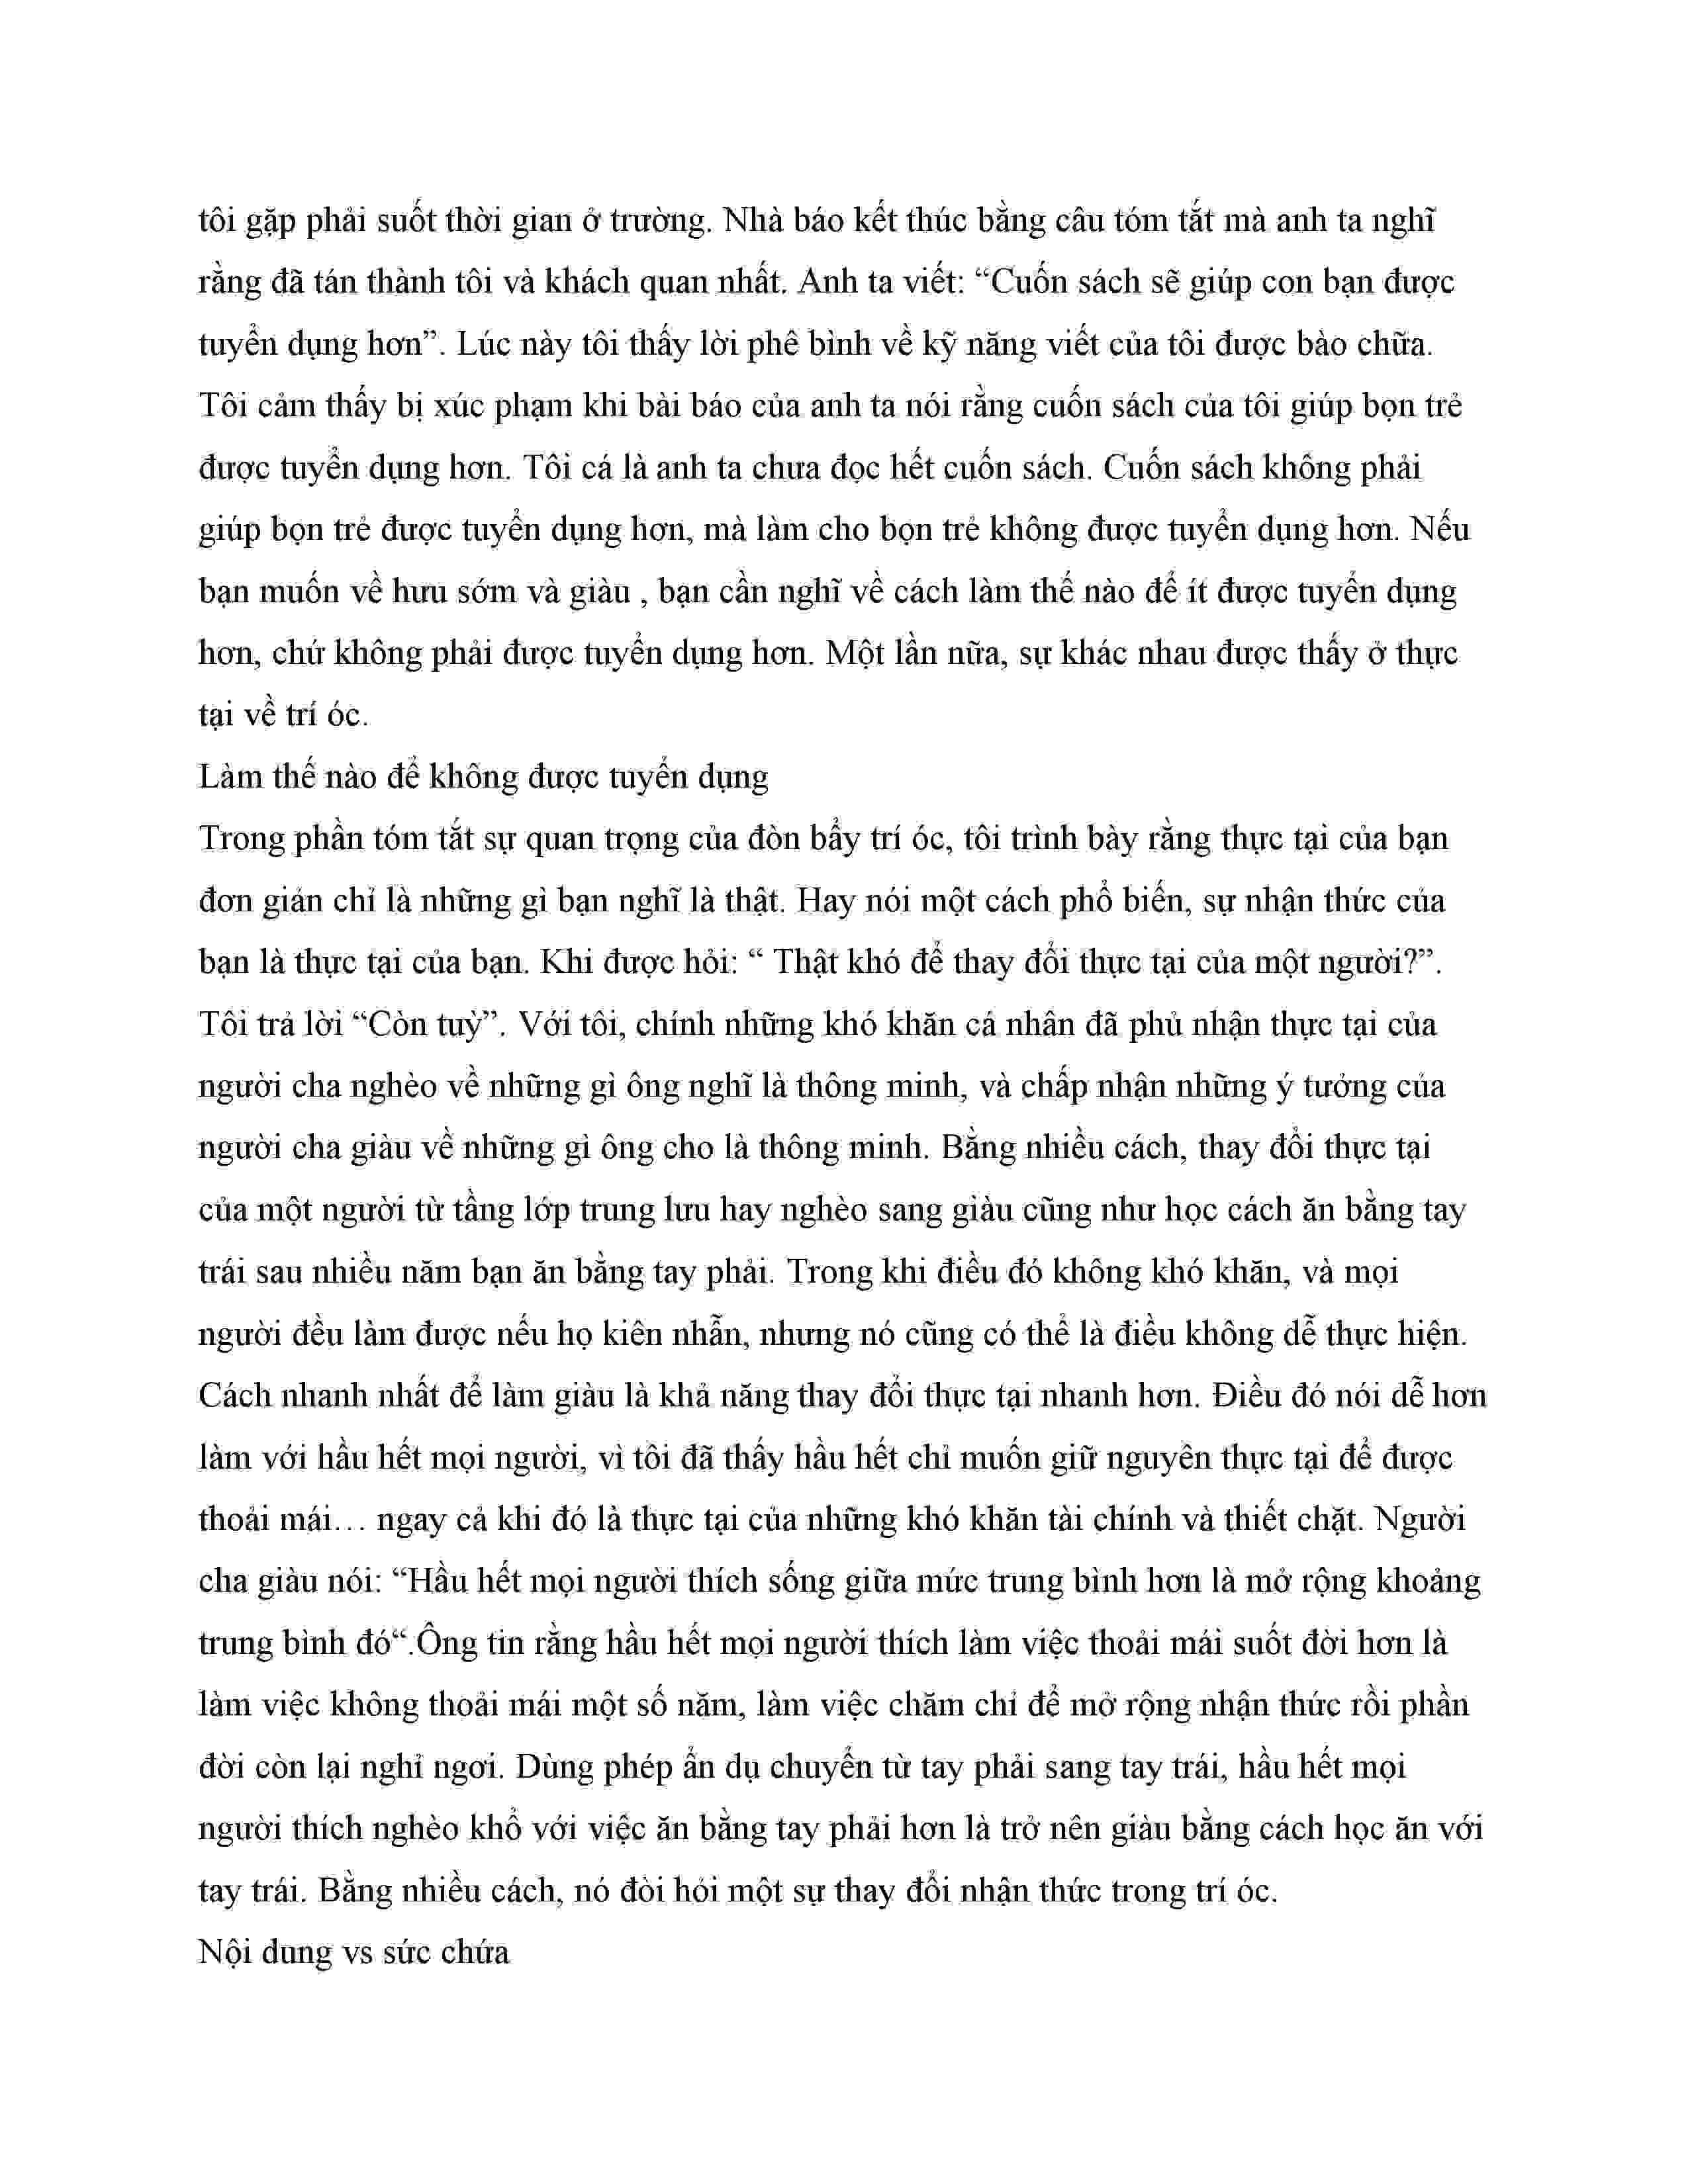 tôi gặp phải suốt thời gian ở trường. Nhà báo kết thúc bằng câu tóm tắt mà anh ta nghĩ
rằng đã tán thành tôi và khách quan nhất. Anh ta viết: “Cuốn sách sẽ giúp con bạn được
tuyển dụng hơn”. Lúc này tôi thấy lời phê bình về kỹ năng viết của tôi được bào chữa.
Tôi cảm thấy bị xúc phạm khi bài báo của anh ta nói rằng cuốn sách của tôi giúp bọn trẻ
được tuyển dụng hơn. Tôi cá là anh ta chưa đọc hết cuốn sách. Cuốn sách không phải
giúp bọn trẻ được tuyển dụng hơn, mà làm cho bọn trẻ không được tuyển dụng hơn. Nếu
bạn muốn về hưu sớm và giàu , bạn cần nghĩ về cách làm thế nào để ít được tuyển dụng
hơn, chứ không phải được tuyển dụng hơn. Một lần nữa, sự khác nhau được thấy ở thực
tại về trí óc.
Làm thế nào để không được tuyển dụng
Trong phần tóm tắt sự quan trọng của đòn bẩy trí óc, tôi trình bày rằng thực tại của bạn
đơn giản chỉ là những gì bạn nghĩ là thật. Hay nói một cách phổ biến, sự nhận thức của
bạn là thực tại của bạn. Khi được hỏi: “ Thật khó để thay đổi thực tại của một người?”.
Tôi trả lời “Còn tuỳ”. Với tôi, chính những khó khăn cá nhân đã phủ nhận thực tại của
người cha nghèo về những gì ông nghĩ là thông minh, và chấp nhận những ý tưởng của
người cha giàu về những gì ông cho là thông minh. Bằng nhiều cách, thay đổi thực tại
của một người từ tầng lớp trung lưu hay nghèo sang giàu cũng như học cách ăn bằng tay
trái sau nhiều năm bạn ăn bằng tay phải. Trong khi điều đó không khó khăn, và mọi
người đều làm được nếu họ kiên nhẫn, nhưng nó cũng có thể là điều không dễ thực hiện.
Cách nhanh nhất để làm giàu là khả năng thay đổi thực tại nhanh hơn. Điều đó nói dễ hơn
làm với hầu hết mọi người, vì tôi đã thấy hầu hết chỉ muốn giữ nguyên thực tại để được
thoải mái… ngay cả khi đó là thực tại của những khó khăn tài chính và thiết chặt. Người
cha giàu nói: “Hầu hết mọi người thích sống giữa mức trung bình hơn là mở rộng khoảng
trung bình đó“.Ông tin rằng hầu hết mọi người thích làm việc thoải mái suốt đời hơn là
làm việc không thoải mái một số năm, làm việc chăm chỉ để mở rộng nhận thức rồi phần
đời còn lại nghỉ ngơi. Dùng phép ẩn dụ chuyển từ tay phải sang tay trái, hầu hết mọi
người thích nghèo khổ với việc ăn bằng tay phải hơn là trở nên giàu bằng cách học ăn với
tay trái. Bằng nhiều cách, nó đòi hỏi một sự thay đổi nhận thức trong trí óc.
Nội dung vs sức chứa